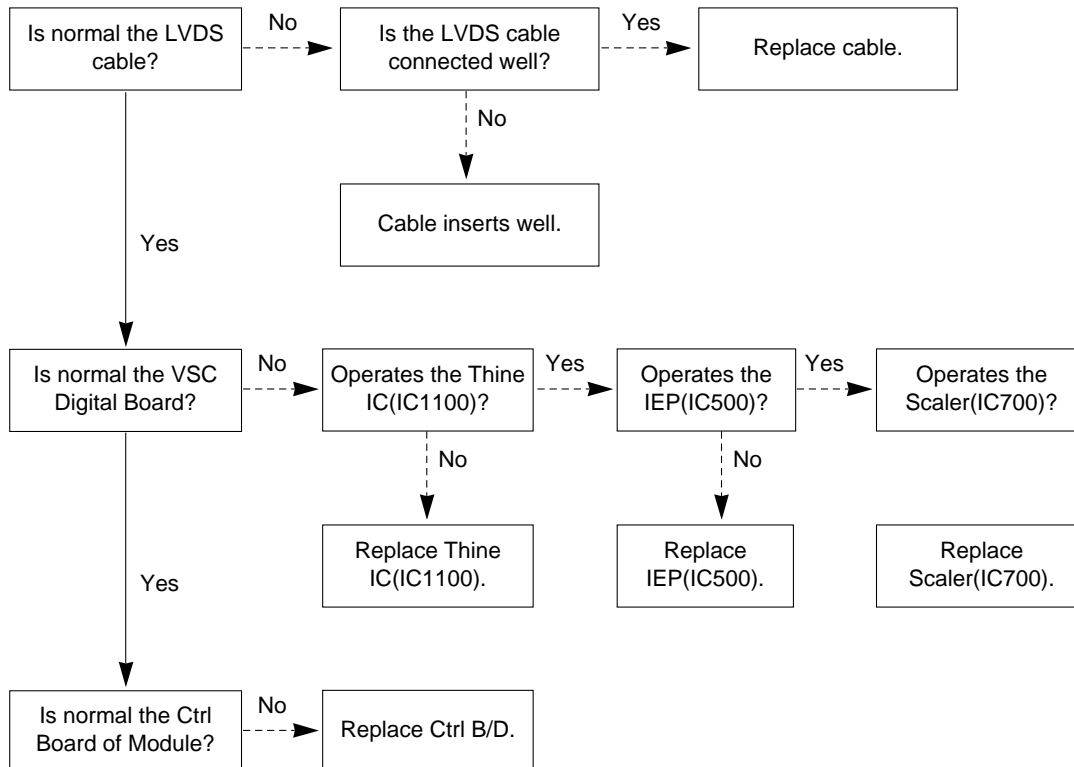 Is normal the LVDS
cable?
No
Is the LVDS cable
connected well?
Yes
Replace cable.
No
Cable inserts well.
Yes
Is normal the VSC
Digital Board?
No
Operates the Thine
IC(IC1100)?
Yes
Operates the
IEP(IC500)?
Yes
Operates the
Scaler(IC700)?
No
No
Replace Thine
IC(IC1100).
Replace
IEP(IC500).
Replace
Scaler(IC700).
Yes
Is normal the Ctrl
Board of Module?
No
Replace Ctrl B/D.